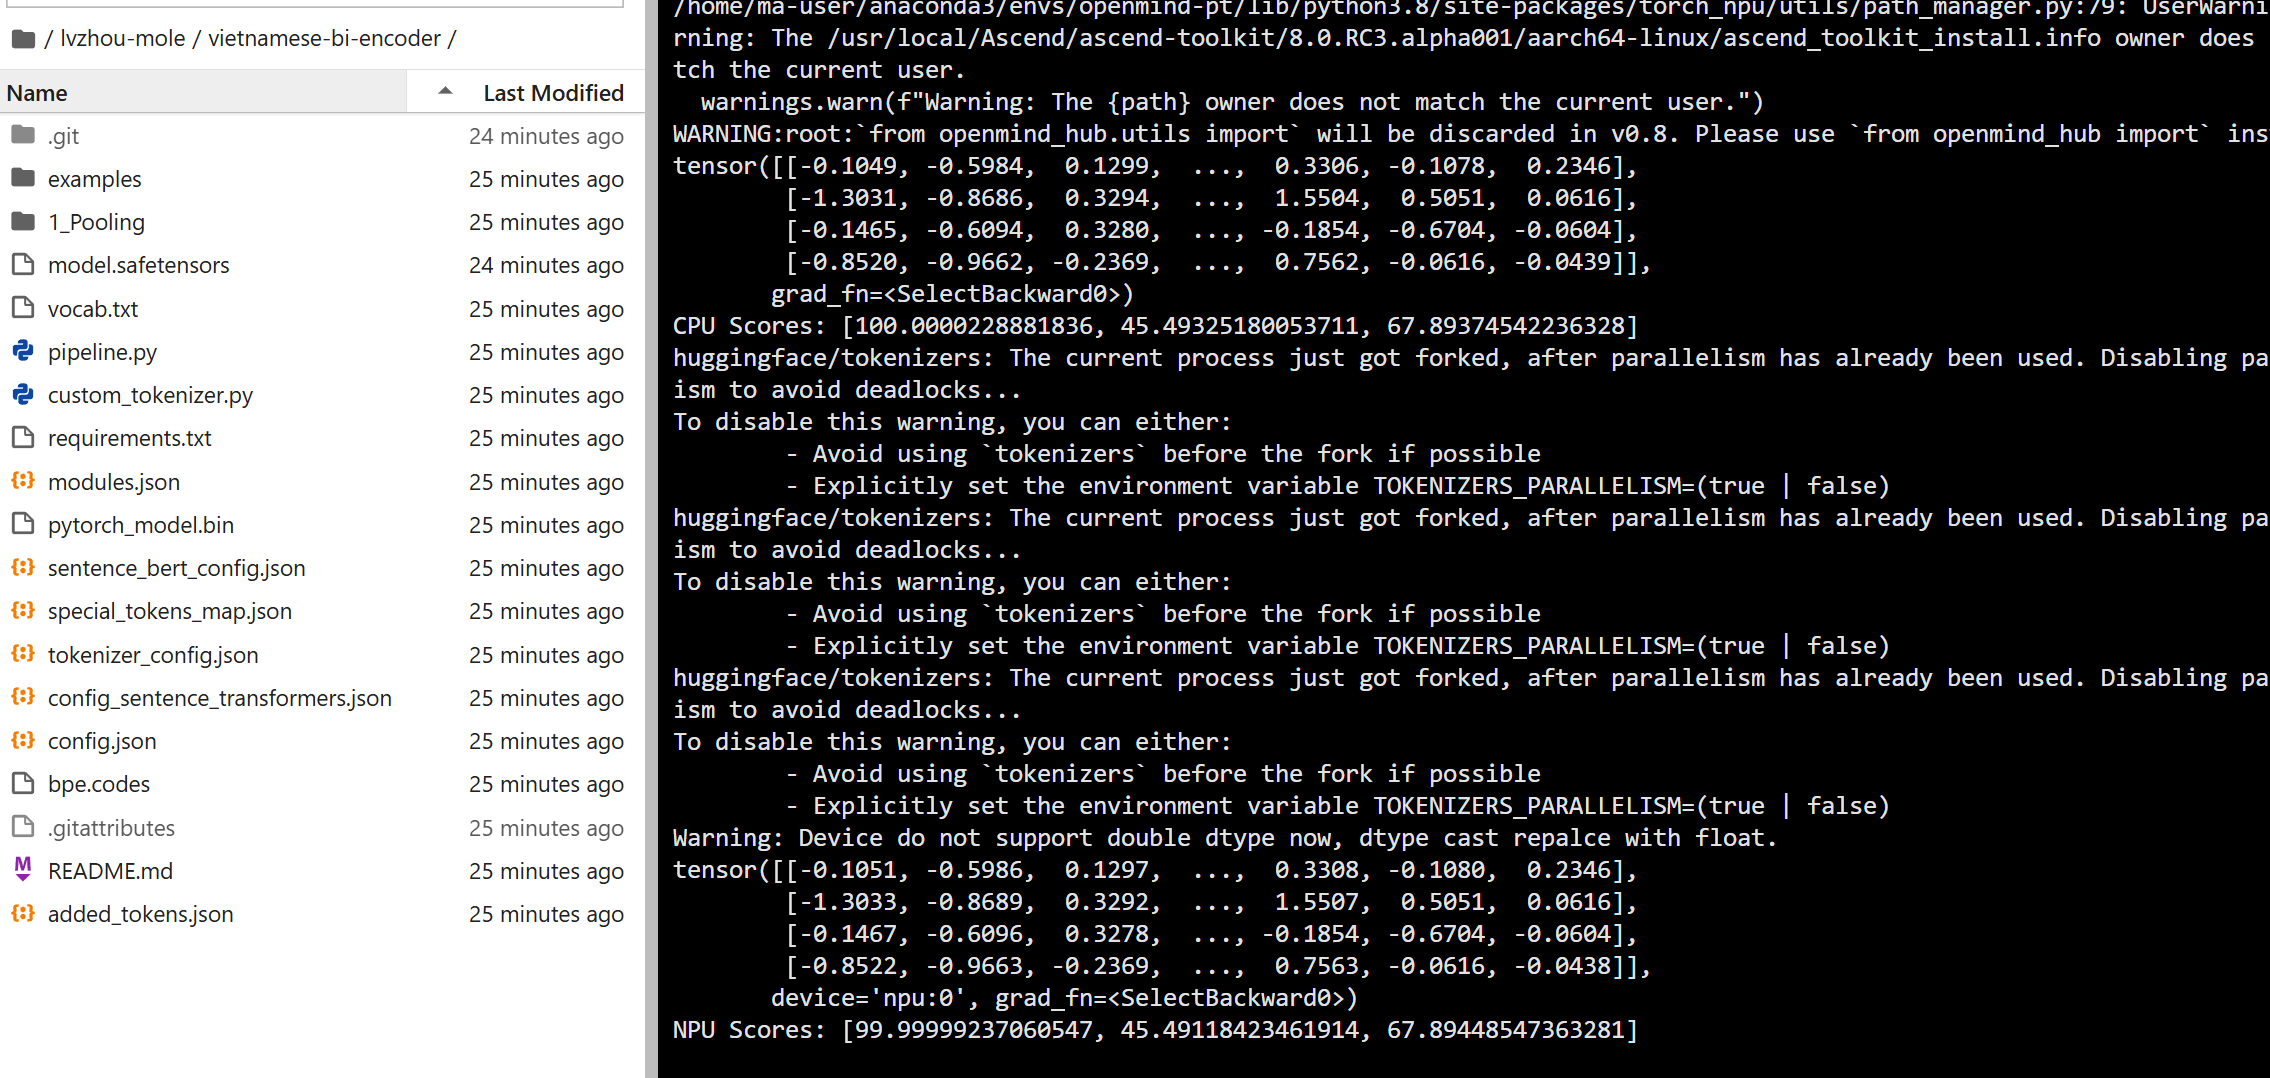 / lvzhou-mole / vietnamese-bi-encoder /
Name Last Modified
.git 24 minutes ago
examples 25 minutes ago
1_Pooling 25 minutes ago
model.safetensors 24 minutes ago
vocab.txt 25 minutes ago
pipeline.py 25 minutes ago
custom_tokenizer.py 25 minutes ago
requirements.txt 25 minutes ago
modules.json 25 minutes ago
pytorch_model.bin 25 minutes ago
sentence_bert_config.json 25 minutes ago
special_tokens_map.json 25 minutes ago
tokenizer_config.json 25 minutes ago
config_sentence_transformers.json 25 minutes ago
config.json 25 minutes ago
bpe.codes 25 minutes ago
.gitattributes 25 minutes ago
README.md 25 minutes ago
added_tokens.json 25 minutes ago
/home/ma-user/anaconda3/envs/openmind-pt/lib/python3.8/site-packages/torch_npu/utils/path_manager.py:79: UserWarni
rning: The /usr/local/Ascend/ascend-toolkit/8.0.RC3.alpha001/aarch64-linux/ascend_toolkit_install.info owner does
tch the current user.
  warnings.warn(f"Warning: The {path} owner does not match the current user.")
WARNING:root:`from openmind_hub.utils import` will be discarded in v0.8. Please use `from openmind_hub import` ins
tensor([[-0.1049, -0.5984,  0.1299,  ...,  0.3306, -0.1078,  0.2346],
        [-1.3031, -0.8686,  0.3294,  ...,  1.5504,  0.5051,  0.0616],
        [-0.1465, -0.6094,  0.3280,  ..., -0.1854, -0.6704, -0.0604],
        [-0.8520, -0.9662, -0.2369,  ...,  0.7562, -0.0616, -0.0439]],
       grad_fn=<SelectBackward0>)
CPU Scores: [100.0000228881836, 45.49325180053711, 67.89374542236328]
huggingface/tokenizers: The current process just got forked, after parallelism has already been used. Disabling pa
ism to avoid deadlocks...
To disable this warning, you can either:
        - Avoid using `tokenizers` before the fork if possible
        - Explicitly set the environment variable TOKENIZERS_PARALLELISM=(true | false)
huggingface/tokenizers: The current process just got forked, after parallelism has already been used. Disabling pa
ism to avoid deadlocks...
To disable this warning, you can either:
        - Avoid using `tokenizers` before the fork if possible
        - Explicitly set the environment variable TOKENIZERS_PARALLELISM=(true | false)
huggingface/tokenizers: The current process just got forked, after parallelism has already been used. Disabling pa
ism to avoid deadlocks...
To disable this warning, you can either:
        - Avoid using `tokenizers` before the fork if possible
        - Explicitly set the environment variable TOKENIZERS_PARALLELISM=(true | false)
Warning: Device do not support double dtype now, dtype cast repalce with float.
tensor([[-0.1051, -0.5986,  0.1297,  ...,  0.3308, -0.1080,  0.2346],
        [-1.3033, -0.8689,  0.3292,  ...,  1.5507,  0.5051,  0.0616],
        [-0.1467, -0.6096,  0.3278,  ..., -0.1854, -0.6704, -0.0604],
        [-0.8522, -0.9663, -0.2369,  ...,  0.7563, -0.0616, -0.0438]],
       device='npu:0', grad_fn=<SelectBackward0>)
NPU Scores: [99.99999237060547, 45.49118423461914, 67.89448547363281]